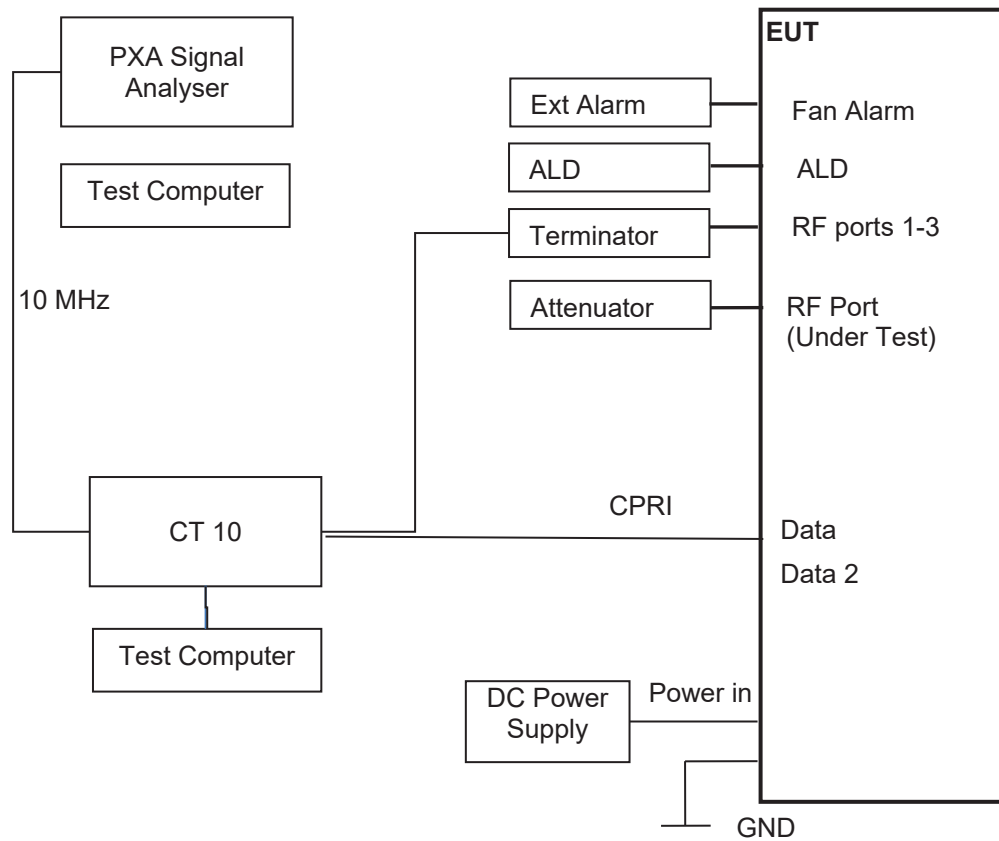 EUT
PXA Signal
Analyser
Ext Alarm
Fan Alarm
ALD
ALD
Test Computer
Terminator
RF ports 1-3
10 MHz
Attenuator
RF Port
(Under Test)
CPRI
CT 10
Data
Data 2
Test Computer
DC Power
Supply
Power in
GND